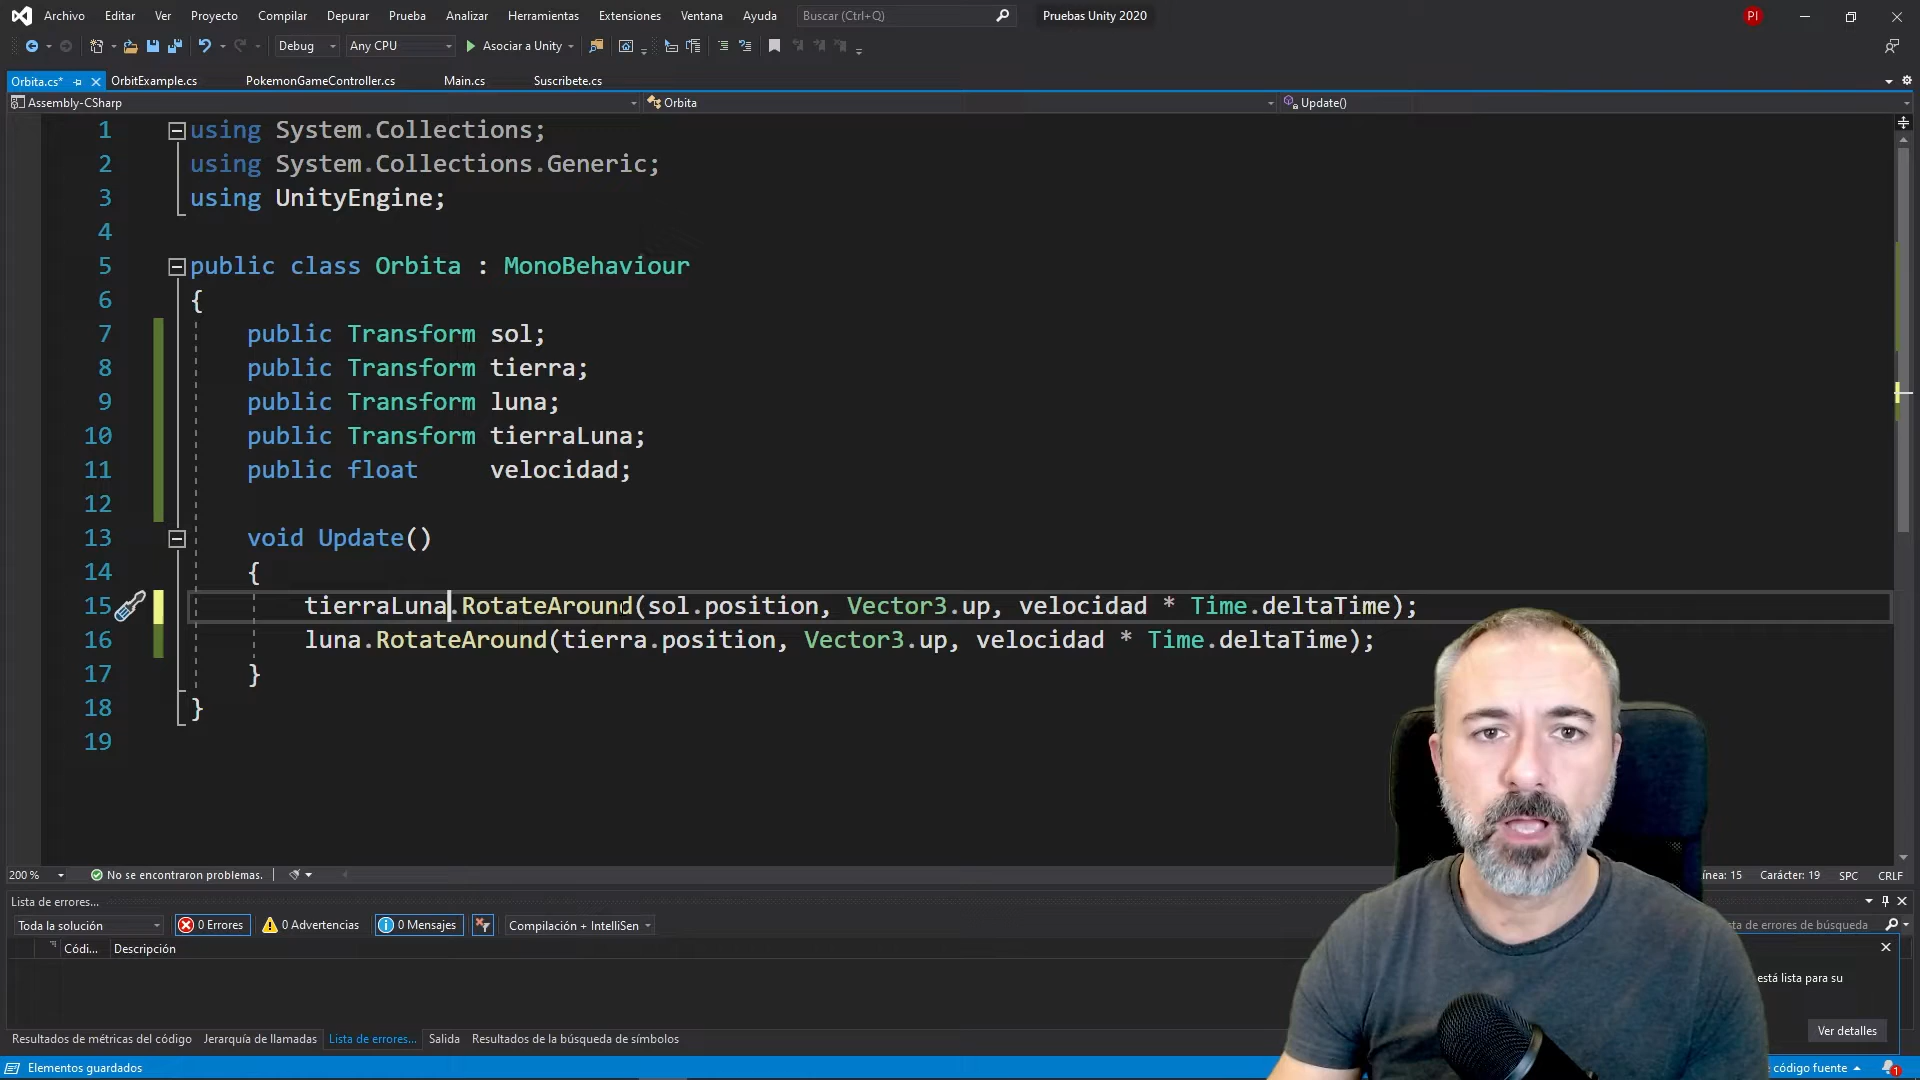 Archivo Editar Ver Proyecto Compilar Depurar Prueba Analizar Herramientas Extensiones Ventana Ayuda Buscar (Ctrl+Q) Pruebas Unity 2020 PI
Debug Any CPU Asociar a Unity
Orbita.cs* OrbitExample.cs PokemonGameController.cs Main.cs Suscribete.cs
Assembly-CSharp Orbita Update()
1 using System.Collections;
2 using System.Collections.Generic;
3 using UnityEngine;
4
5 public class Orbita : MonoBehaviour
6 {
7 public Transform sol;
8 public Transform tierra;
9 public Transform luna;
10 public Transform tierraLuna;
11 public float velocidad;
12
13 void Update()
14 {
15 tierraLuna.RotateAround(sol.position, Vector3.up, velocidad * Time.deltaTime);
16 luna.RotateAround(tierra.position, Vector3.up, velocidad * Time.deltaTime);
17 }
18 }
19
200 % No se encontraron problemas. ínea: 15 Carácter: 19 SPC CRLF
Lista de errores...
Toda la solución 0 Errores 0 Advertencias 0 Mensajes Compilación + IntelliSen sta de errores de búsqueda
Códi... Descripción
está lista para su
Ver detalles
Resultados de métricas del código Jerarquía de llamadas Lista de errores... Salida Resultados de la búsqueda de símbolos
Elementos guardados código fuente 1